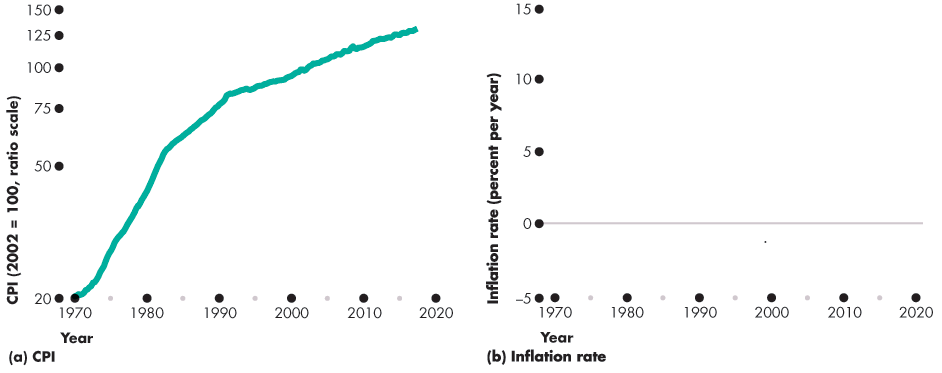 CPI (2002 = 100, ratio scale)
150
125
100
75
50
20
1970 1980 1990 2000 2010 2020
Year
(a) CPI
Inflation rate (percent per year)
15
10
5
0
–5
1970 1980 1990 2000 2010 2020
Year
(b) Inflation rate